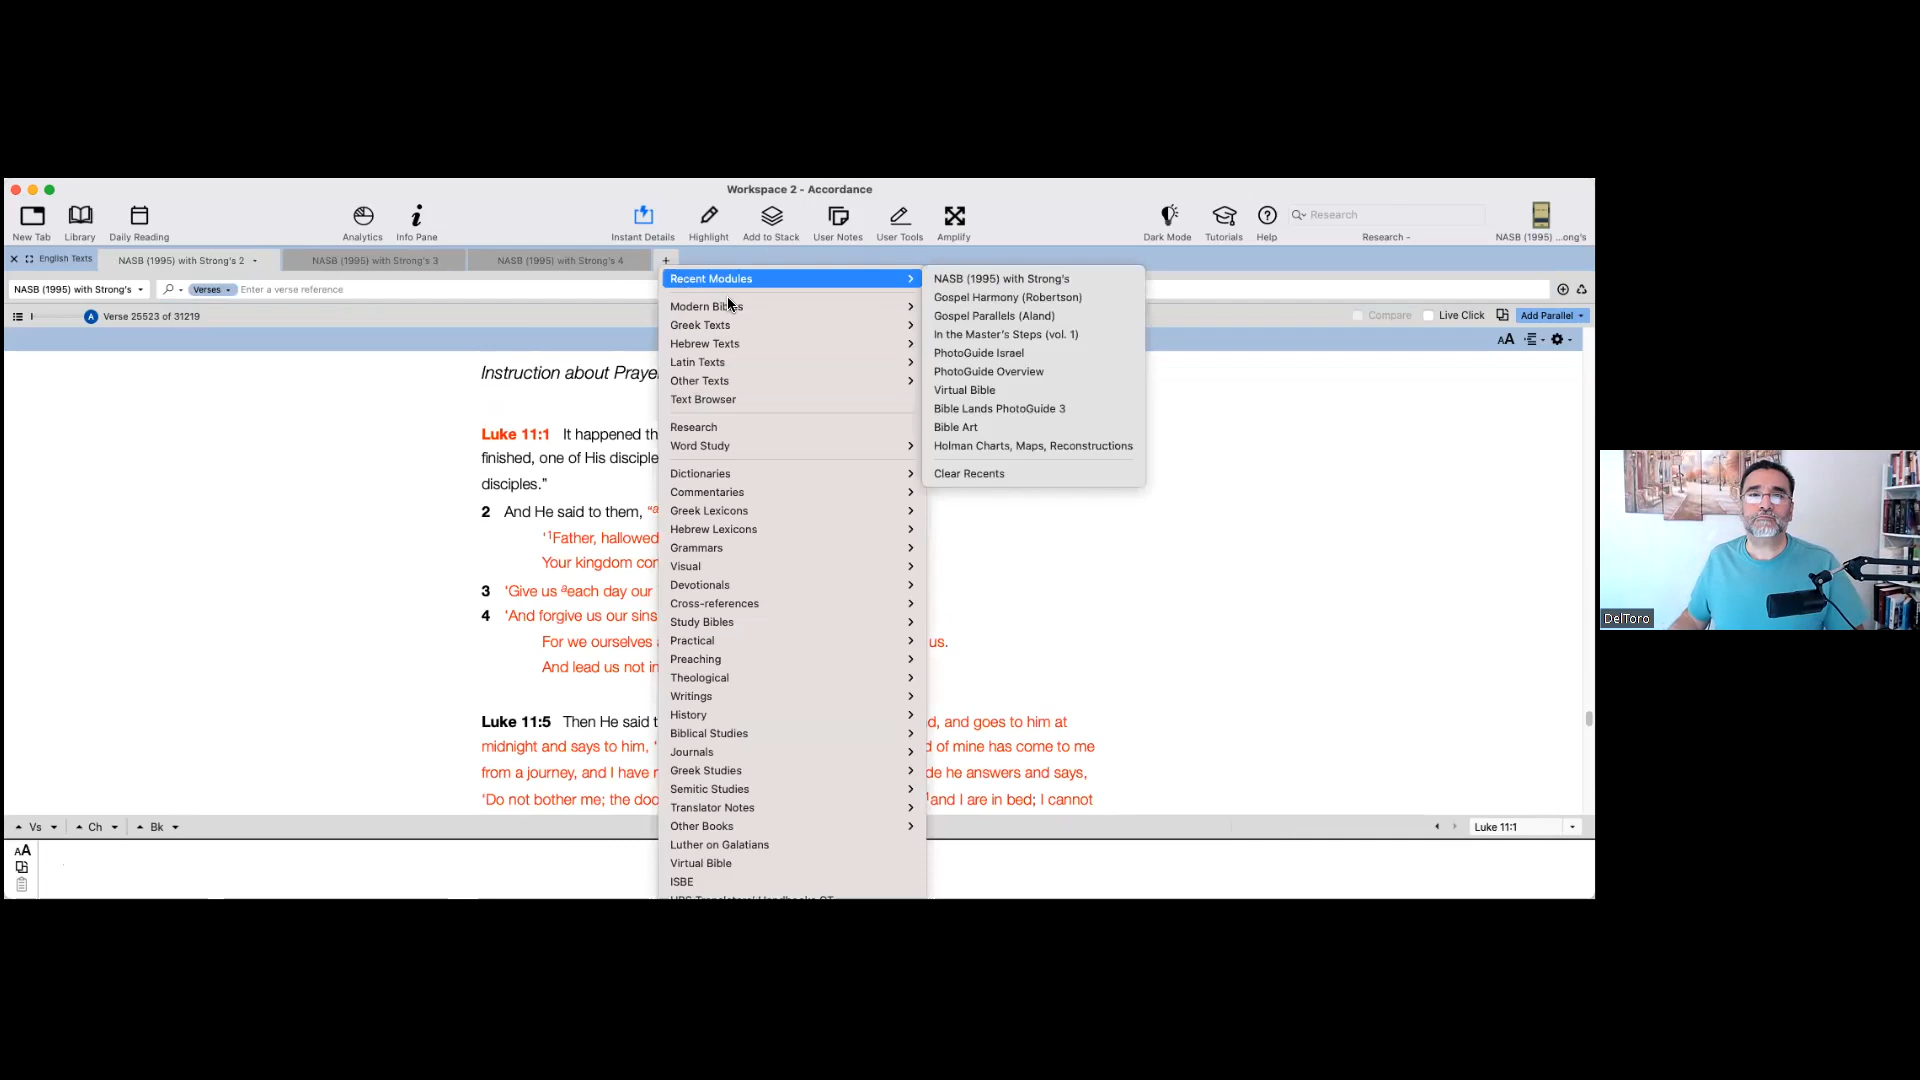 Workspace 2 - Accordance
New Tab
Library
Daily Reading
Analytics
Info Pane
Instant Details
Highlight
Add to Stack
User Notes
User Tools
Amplify
Dark Mode
Tutorials
Help
Research
Research -
NASB (1995) ...ong's
English Texts
NASB (1995) with Strong's 2
NASB (1995) with Strong's 3
NASB (1995) with Strong's 4
+
NASB (1995) with Strong's
Verses
Enter a verse reference
A Verse 25523 of 31219
Compare
Live Click
Add Parallel
AA
Instruction about Praye
Luke 11:1 It happened th
finished, one of His disciple
disciples.”
2 And He said to them, “a
‘1Father, hallowed
Your kingdom cor
3 ‘Give us aeach day our
4 ‘And forgive us our sins
For we ourselves us.
And lead us not in
Luke 11:5 Then He said t d, and goes to him at
midnight and says to him, ‘ d of mine has come to me
from a journey, and I have r de he answers and says,
‘Do not bother me; the doo and I are in bed; I cannot
Recent Modules
Modern Bibles
Greek Texts
Hebrew Texts
Latin Texts
Other Texts
Text Browser
Research
Word Study
Dictionaries
Commentaries
Greek Lexicons
Hebrew Lexicons
Grammars
Visual
Devotionals
Cross-references
Study Bibles
Practical
Preaching
Theological
Writings
History
Biblical Studies
Journals
Greek Studies
Semitic Studies
Translator Notes
Other Books
Luther on Galatians
Virtual Bible
ISBE
NASB (1995) with Strong's
Gospel Harmony (Robertson)
Gospel Parallels (Aland)
In the Master's Steps (vol. 1)
PhotoGuide Israel
PhotoGuide Overview
Virtual Bible
Bible Lands PhotoGuide 3
Bible Art
Holman Charts, Maps, Reconstructions
Clear Recents
Vs
Ch
Bk
Luke 11:1
AA
DelToro